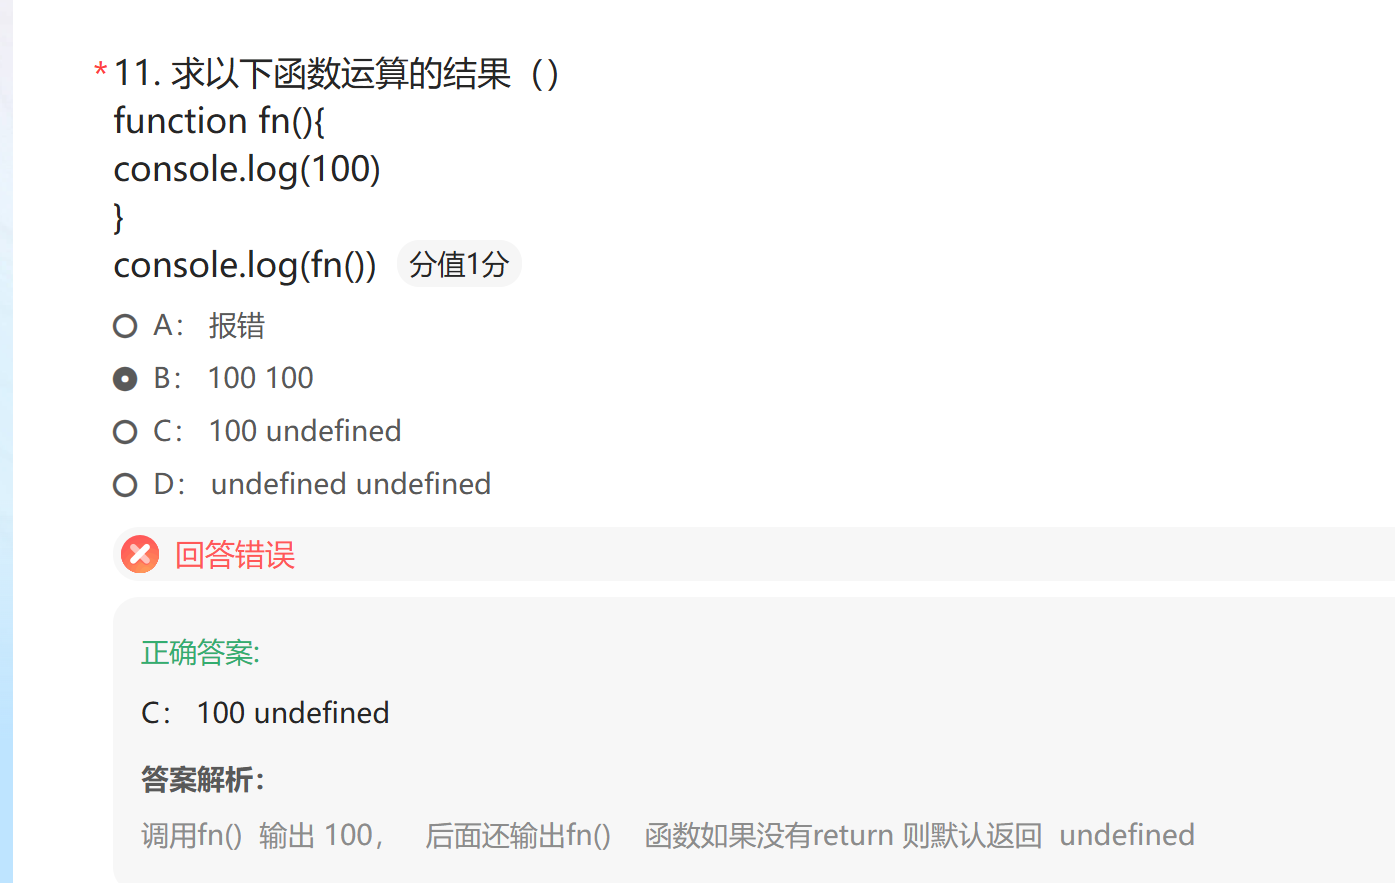 * 11. 求以下函数运算的结果（）
function fn(){
console.log(100)
}
console.log(fn()) 分值1分
A： 报错
B： 100 100
C： 100 undefined
D： undefined undefined
回答错误
正确答案:
C： 100 undefined
答案解析：
调用fn() 输出 100， 后面还输出fn() 函数如果没有return 则默认返回 undefined